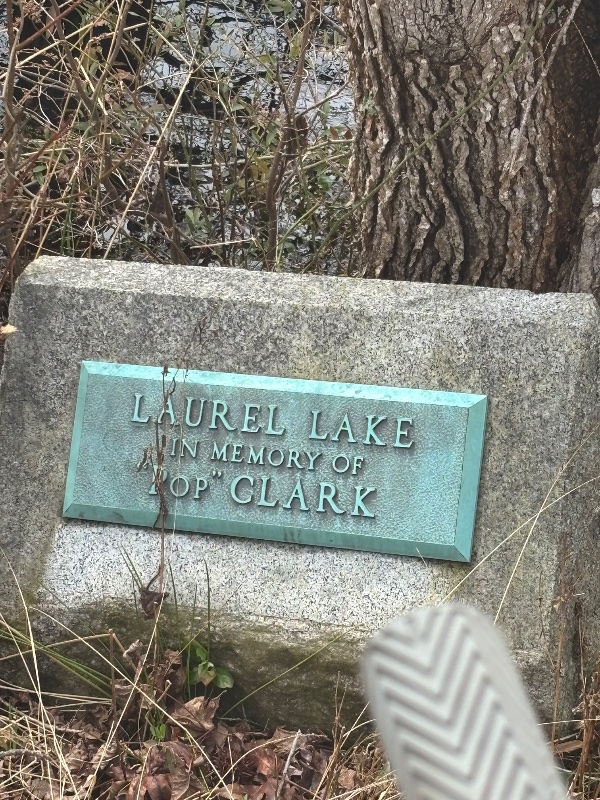 LAUREL LAKE
IN MEMORY OF
"POP" CLARK